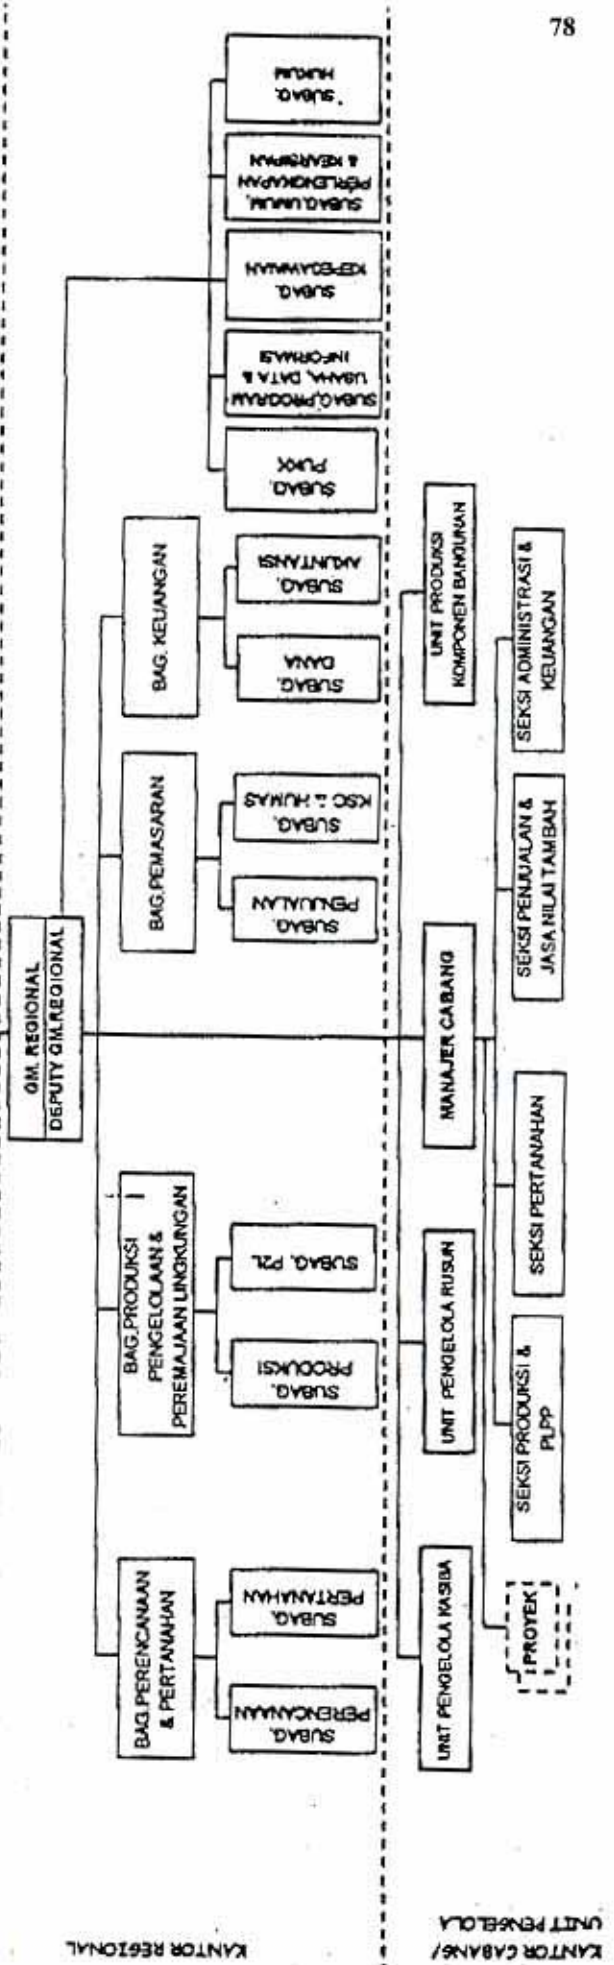 78
GM. REGIONAL
DEPUTY GM.REGIONAL
BAG.PERENCANAAN
& PERTANAHAN
BAG.PRODUKSI
PENGELOLAAN &
PEREMAJAAN LINGKUNGAN
BAG.PEMASARAN
BAG. KEUANGAN
SUBAG.
PERENCANAAN
SUBAG.
PERTANAHAN
SUBAG.
PRODUKSI
SUBAG. P2L
SUBAG.
PENJUALAN
SUBAG.
KSO & HUMAS
SUBAG.
DANA
SUBAG.
AKUNTANSI
SUBAG.
PUKK
SUBAG.PROGRAM
USAHA, DATA &
INFORMASI
SUBAG.
KEPEGAWAIAN
SUBAG.UMUM,
PERLENGKAPAN
& KEARSIPAN
SUBAG.
HUKUM
KANTOR REGIONAL
UNIT PENGELOLA KASIBA
UNIT PENGELOLA RUSUN
MANAJER CABANG
UNIT PRODUKSI
KOMPONEN BANGUNAN
PROYEK
SEKSI PRODUKSI &
PLPP
SEKSI PERTANAHAN
SEKSI PENJUALAN &
JASA NILAI TAMBAH
SEKSI ADMINISTRASI &
KEUANGAN
KANTOR CABANG/
UNIT PENGELOLA